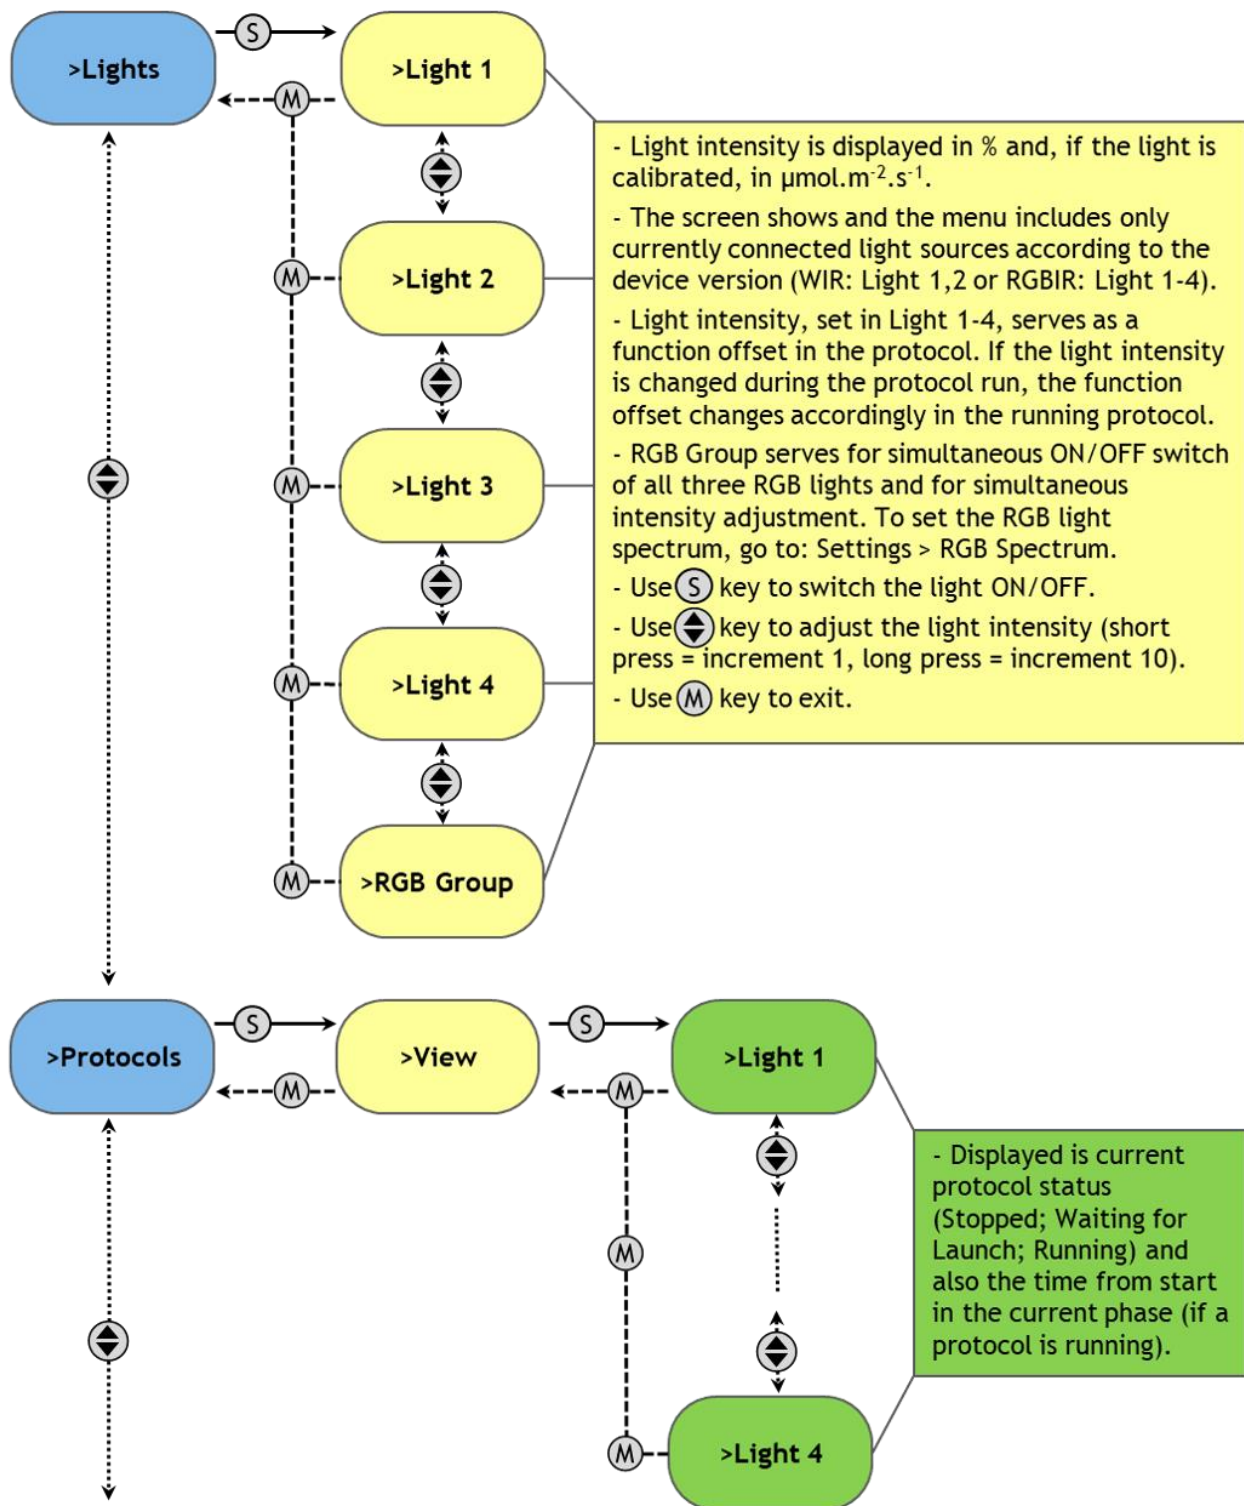 >Lights
S
>Light 1
M
- Light intensity is displayed in % and, if the light is
calibrated, in µmol.m⁻².s⁻¹.
- The screen shows and the menu includes only
currently connected light sources according to the
device version (WIR: Light 1,2 or RGBIR: Light 1-4).
- Light intensity, set in Light 1-4, serves as a
function offset in the protocol. If the light intensity
is changed during the protocol run, the function
offset changes accordingly in the running protocol.
- RGB Group serves for simultaneous ON/OFF switch
of all three RGB lights and for simultaneous
intensity adjustment. To set the RGB light
spectrum, go to: Settings > RGB Spectrum.
- Use S key to switch the light ON/OFF.
- Use key to adjust the light intensity (short
press = increment 1, long press = increment 10).
- Use M key to exit.
M
>Light 2
M
>Light 3
M
>Light 4
M
>RGB Group
>Protocols
S
M
>View
S
M
>Light 1
- Displayed is current
protocol status
(Stopped; Waiting for
Launch; Running) and
also the time from start
in the current phase (if a
protocol is running).
M
M
>Light 4